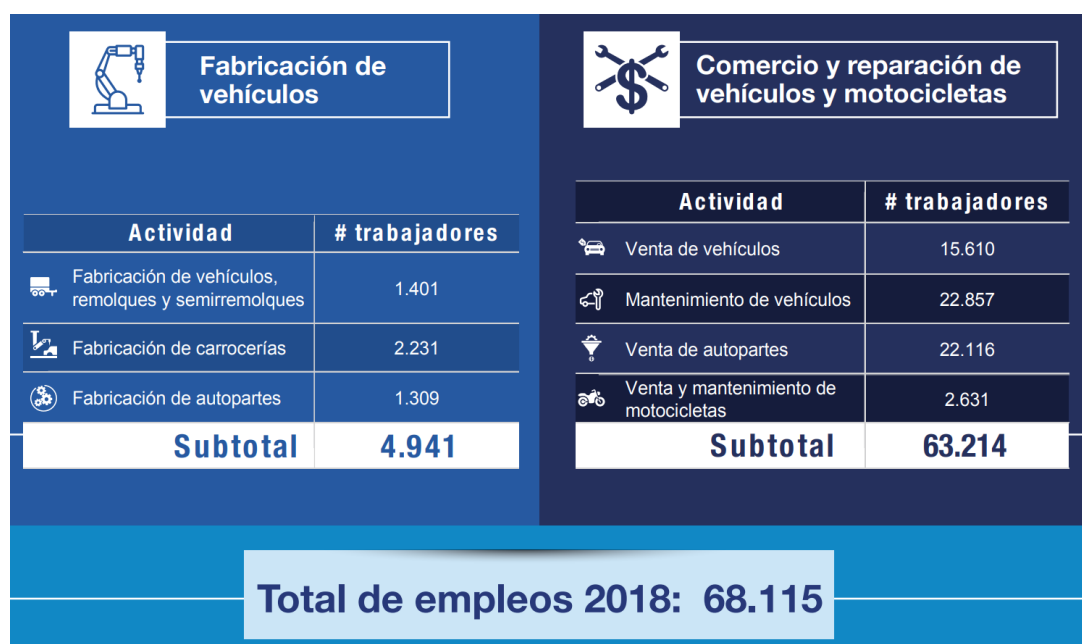 Fabricación de
vehículos
Actividad # trabajadores
Fabricación de vehículos,
remolques y semirremolques 1.401
Fabricación de carrocerías 2.231
Fabricación de autopartes 1.309
Subtotal 4.941
Comercio y reparación de
vehículos y motocicletas
Actividad # trabajadores
Venta de vehículos 15.610
Mantenimiento de vehículos 22.857
Venta de autopartes 22.116
Venta y mantenimiento de
motocicletas 2.631
Subtotal 63.214
Total de empleos 2018: 68.115